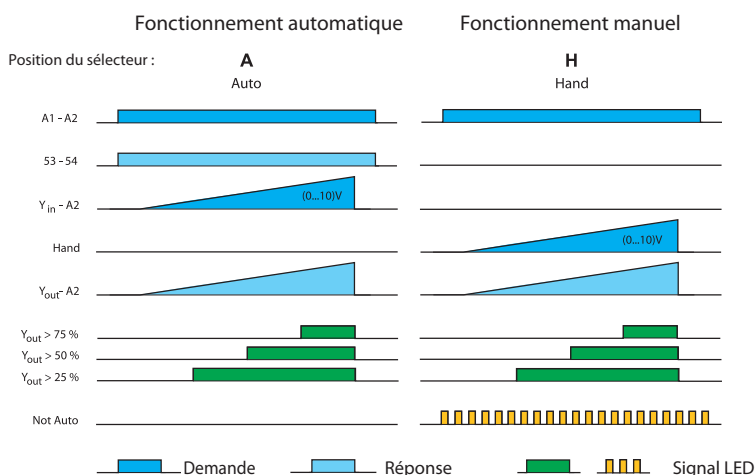 Fonctionnement automatique Fonctionnement manuel
Position du sélecteur : A H
Auto Hand
A1 – A2
53 – 54
Y in – A2 (0...10)V
Hand (0...10)V
Yout – A2
Yout > 75 %
Yout > 50 %
Yout > 25 %
Not Auto
Demande Réponse Signal LED